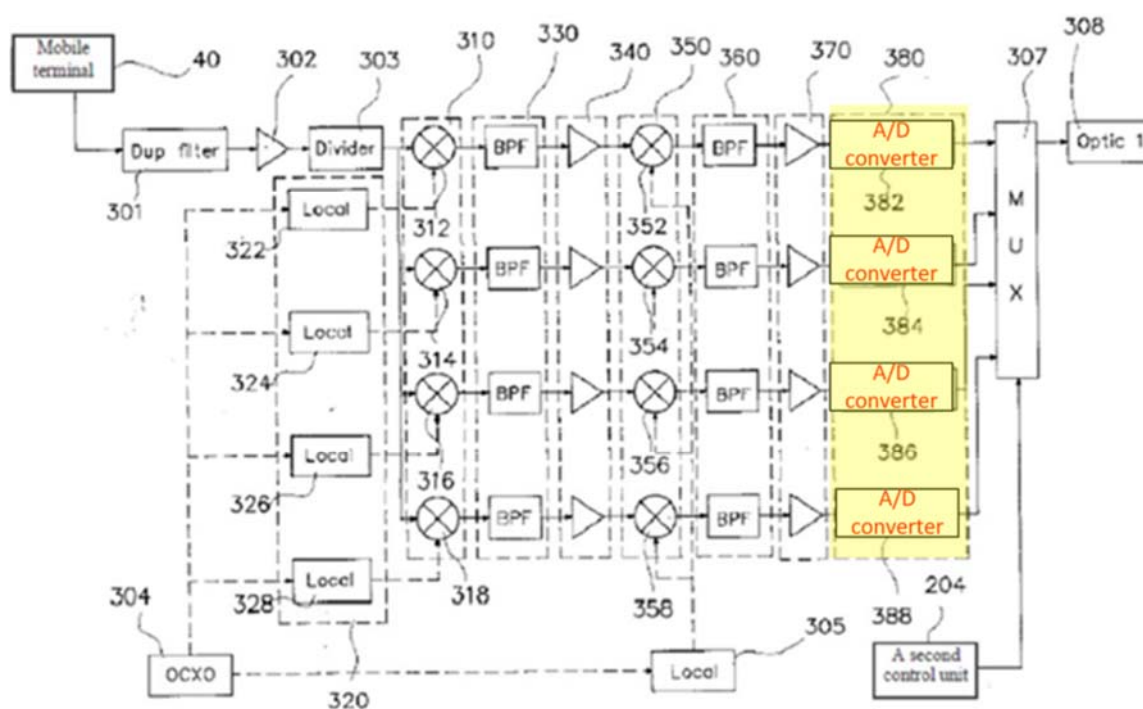 Mobile
terminal
40
302
303
310
330
340
350
360
370
380
307
308
Dup filter
Divider
BPF
BPF
A/D
converter
Optic 1
301
322
Local
312
352
382
M
U
X
BPF
BPF
A/D
converter
324
Local
314
354
384
BPF
BPF
A/D
converter
326
Local
316
356
386
BPF
BPF
A/D
converter
328
Local
318
358
388
204
304
OCXO
320
305
Local
A second
control unit